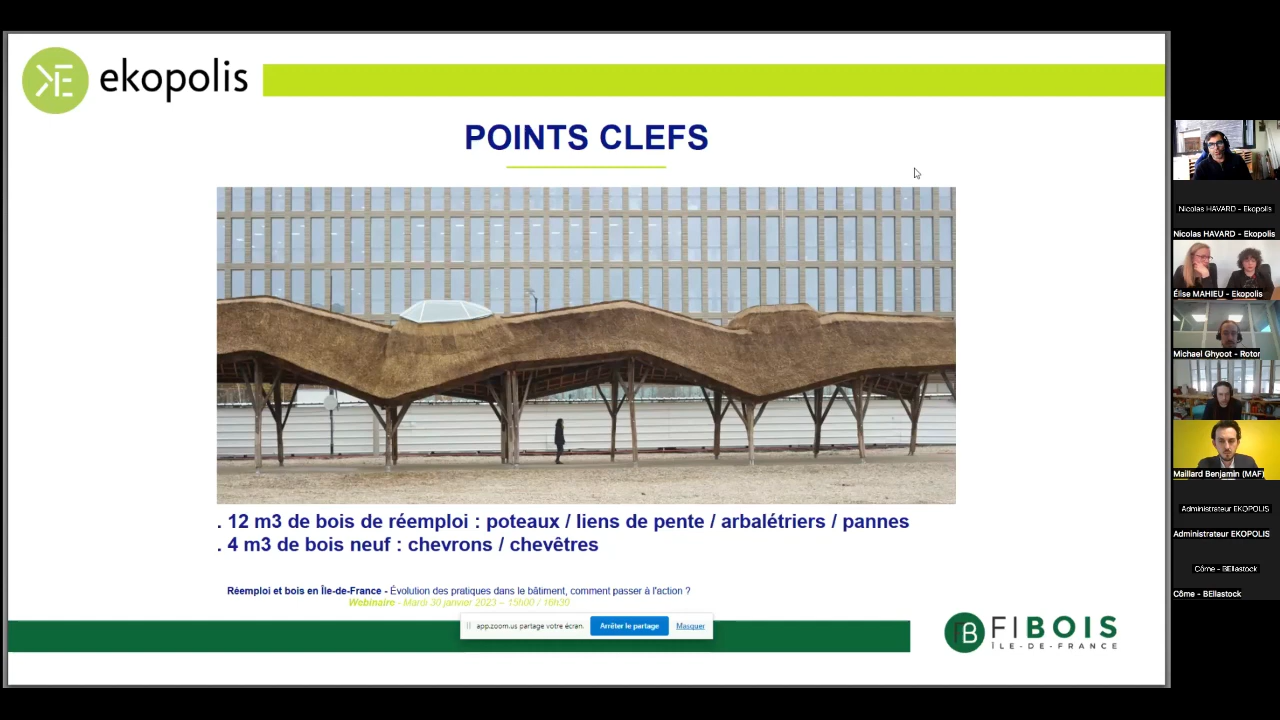 ekopolis
POINTS CLEFS
. 12 m3 de bois de réemploi : poteaux / liens de pente / arbalétriers / pannes
. 4 m3 de bois neuf : chevrons / chevêtres
Réemploi et bois en Île-de-France - Évolution des pratiques dans le bâtiment, comment passer à l'action ?
Webinaire - Mardi 30 janvier 2023 – 15h00 / 16h30
app.zoom.us partage votre écran.
Arrêter le partage
Masquer
FIBOIS
ÎLE-DE-FRANCE
Nicolas HAVARD - Ekopolis
Nicolas HAVARD - Ekopolis
Élise MAHIEU - Ekopolis
Michael Ghyoot - Rotor
Maillard Benjamin (MAF)
Administrateur EKOPOLIS
Administrateur EKOPOLIS
Côme - BEllastock
Côme - BEllastock